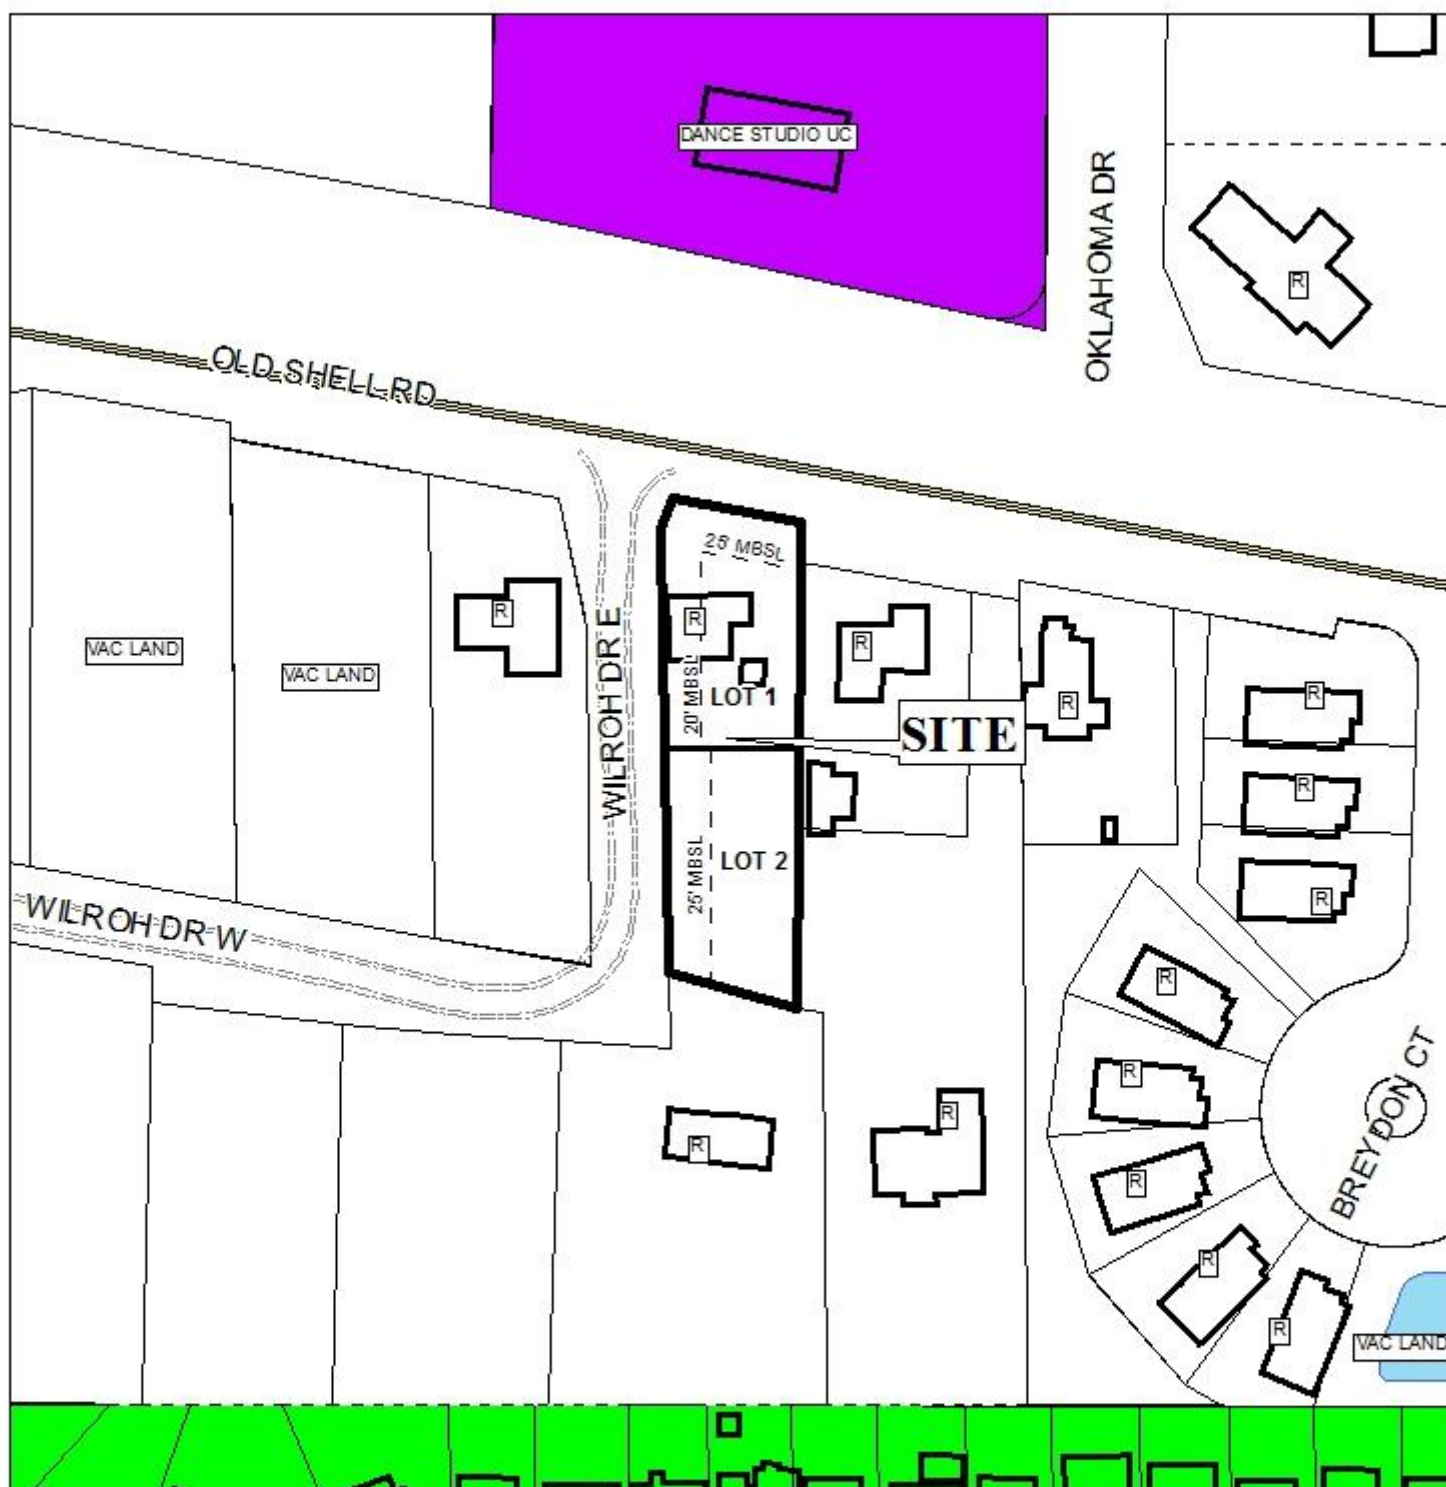 DANCE STUDIO UC
OKLAHOMA DR
R
OLD SHELL RD
25' MBSL
VAC LAND
VAC LAND
R
WILROH DR E
R
20' MBSL
LOT 1
R
SITE
R
R
R
R
25' MBSL
LOT 2
WILROH DR W
R
R
R
R
R
R
R
BREYDON CT
R
VAC LAND